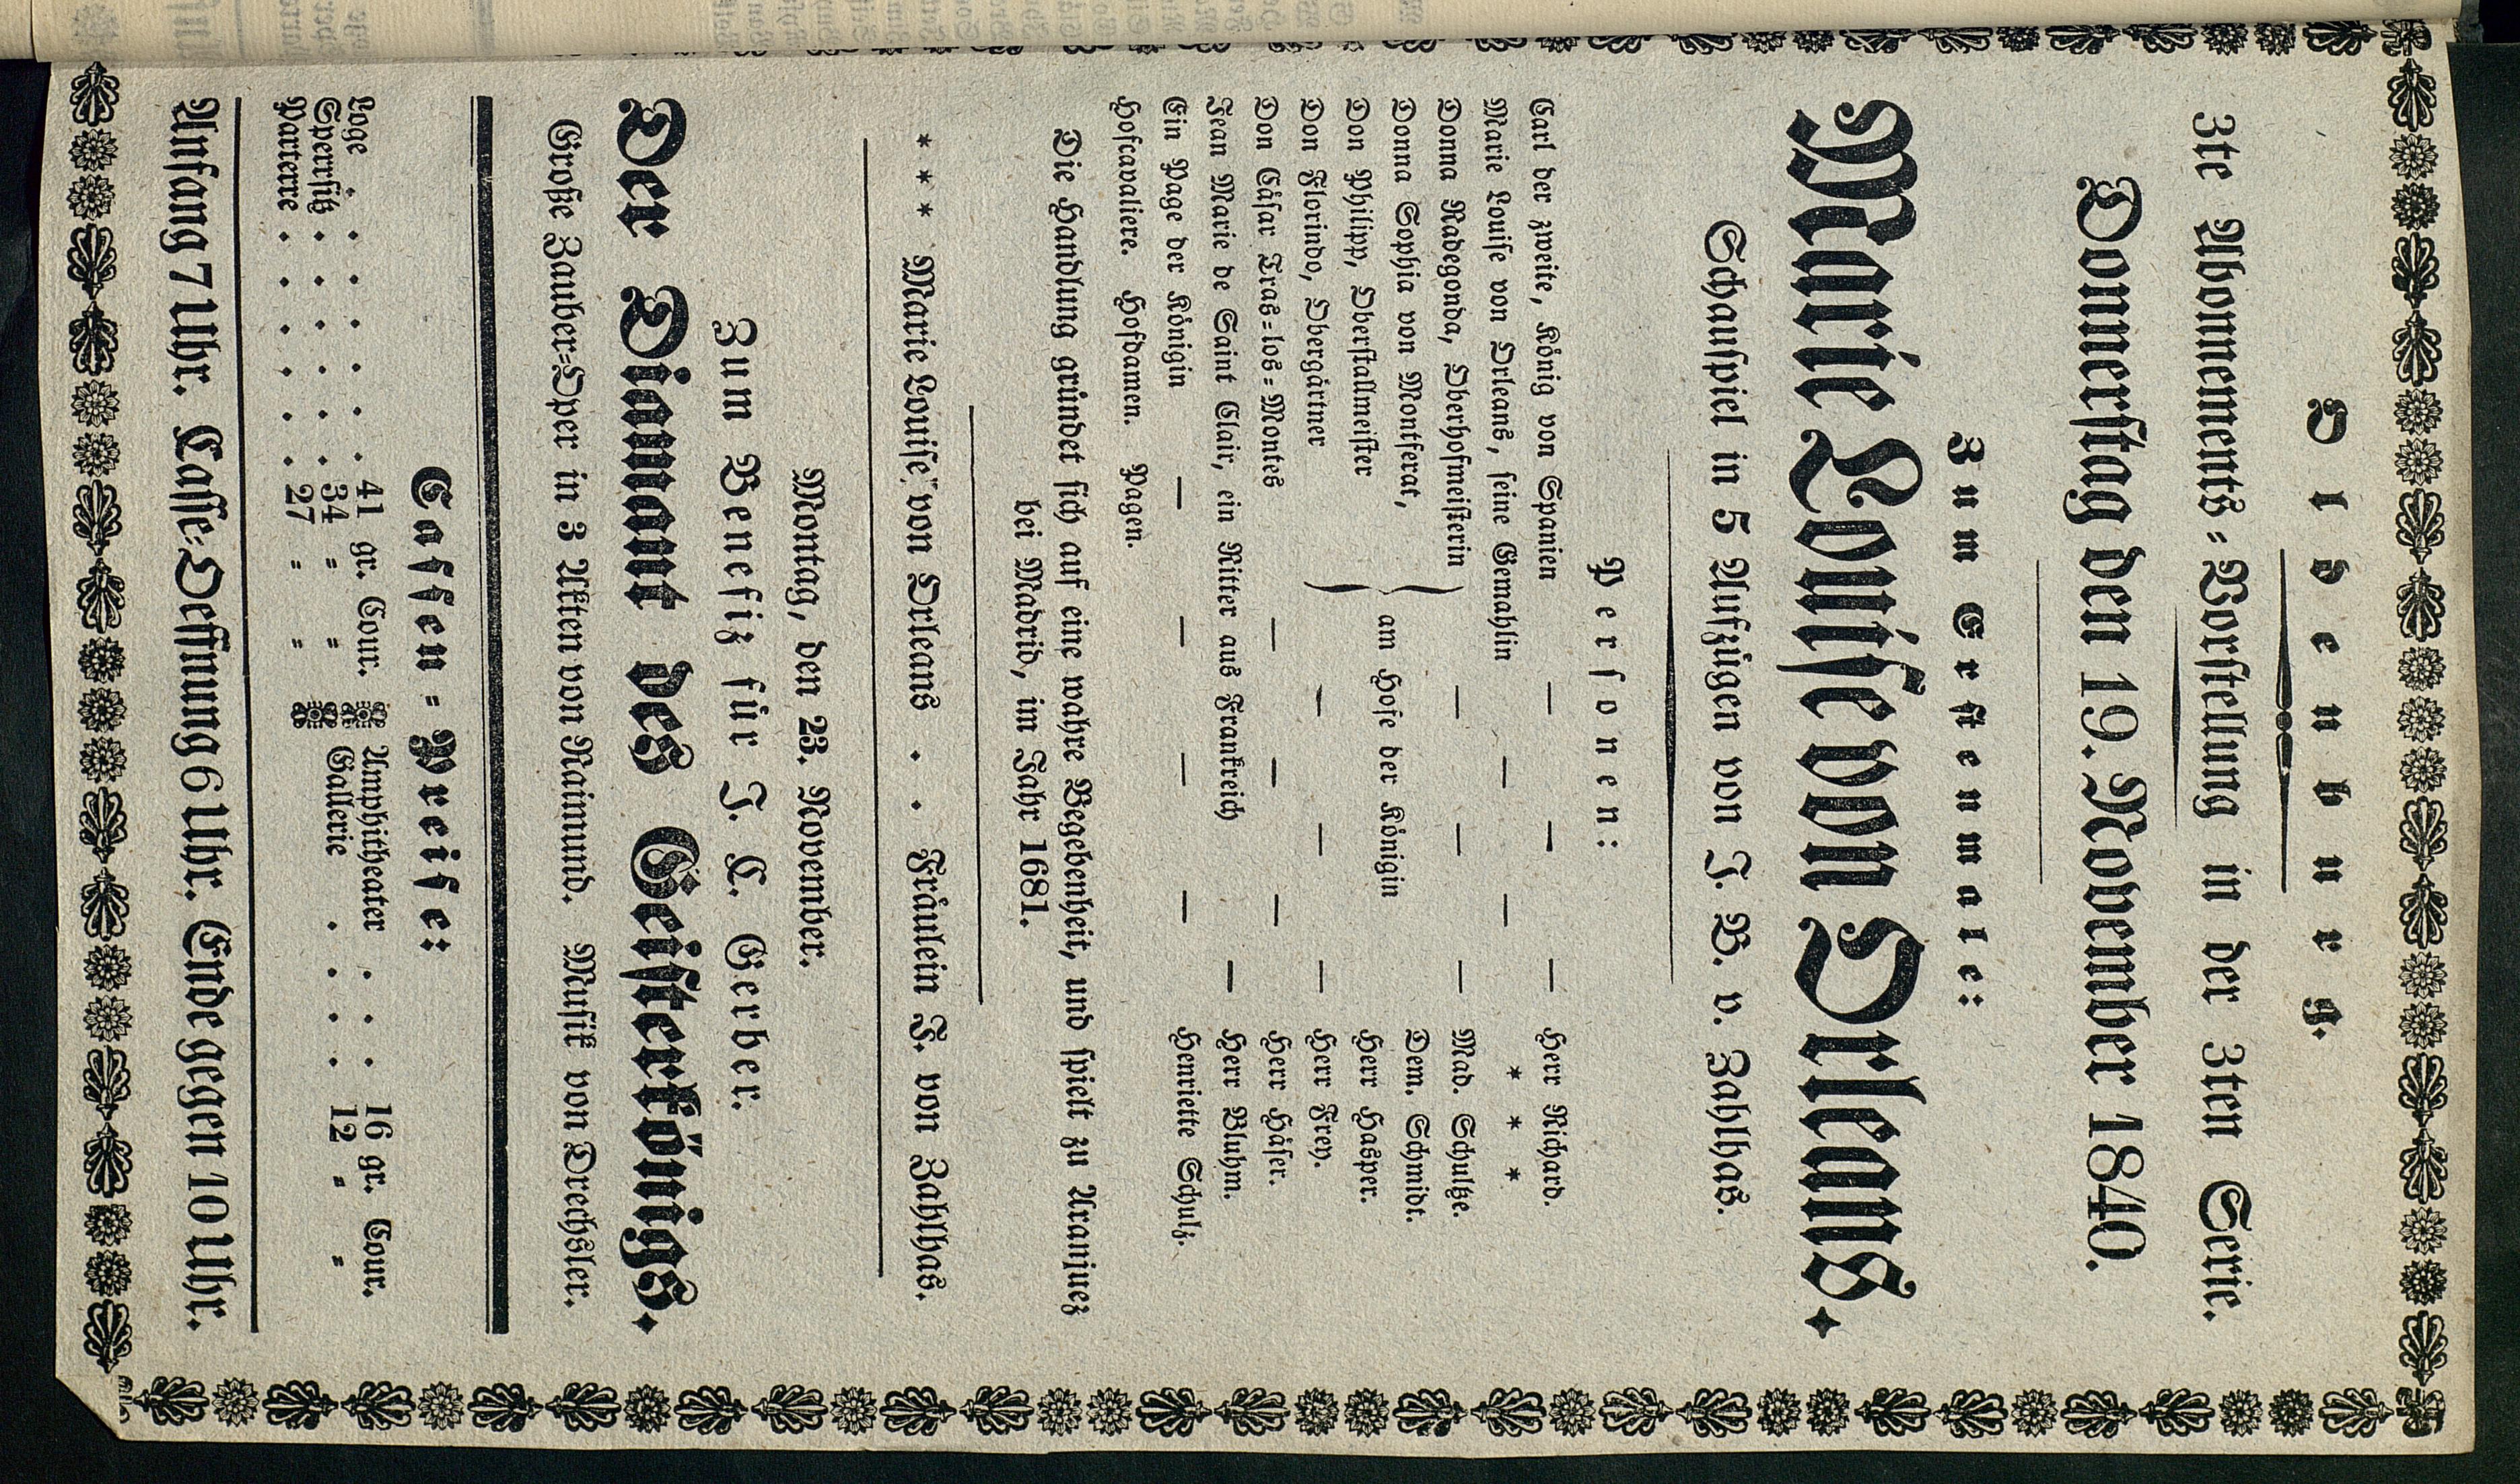 Oldenburg.
3te Abonnements-Vorstellung in der 3ten Serie.
Donnerstag den 19. November 1840.
Zum Erstenmale:
Marie Louise von Orleans.
Schauspiel in 5 Aufzügen von J. B. v. Zahlhas.
Personen:
Carl der zweite, König von Spanien — — — Herr Richard.
Marie Louise von Orleans, seine Gemahlin — — * * *
Donna Radegonda, Oberhofmeisterin — — — Mad. Schultze.
Donna Sophia von Montferat, Dem. Schmidt.
Don Philipp, Oberstallmeister } am Hofe der Königin Herr Hasper.
Don Florindo, Obergärtner — — — Herr Frey.
Don Cäsar Tras-los-Montes — — — Herr Häser.
Jean Marie de Saint Clair, ein Ritter aus Frankreich — Herr Bluhm.
Ein Page der Königin — — — — Henriette Schulz.
Hofcavaliere. Hofdamen. Pagen.
Die Handlung gründet sich auf eine wahre Begebenheit, und spielt zu Aranjuez
bei Madrid, im Jahr 1681.
* * * Marie Louise von Orleans . . Fräulein J. von Zahlhas.
Montag, den 23. November.
Zum Benefiz für J. C. Gerber.
Der Diamant des Geisterkönigs.
Große Zauber-Oper in 3 Akten von Raimund. Musik von Drechsler.
Cassen-Preise:
Loge . . . . . . . 41 gr. Cour. Amphitheater . . . 16 gr. Cour.
Sperrsitz . . . . . . 34 " " Gallerie . . . . 12 " "
Parterre . . . . . . 27 " "
Anfang 7 Uhr. Casse-Oeffnung 6 Uhr. Ende gegen 10 Uhr.